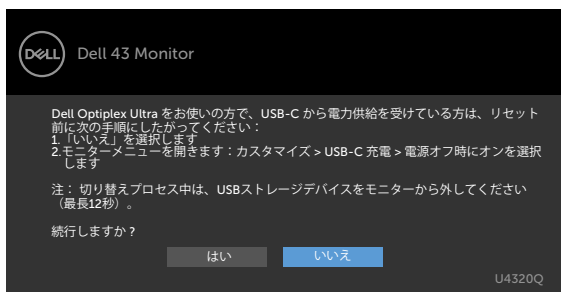 DELL
Dell 43 Monitor
Dell Optiplex Ultra をお使いの方で、USB-C から電力供給を受けている方は、リセット
前に次の手順にしたがってください：
1.「いいえ」を選択します
2.モニターメニューを開きます：カスタマイズ > USB-C 充電 > 電源オフ時にオンを選択
します
注： 切り替えプロセス中は、USBストレージデバイスをモニターから外してください
（最長12秒）。
続行しますか ?
はい
いいえ
U4320Q